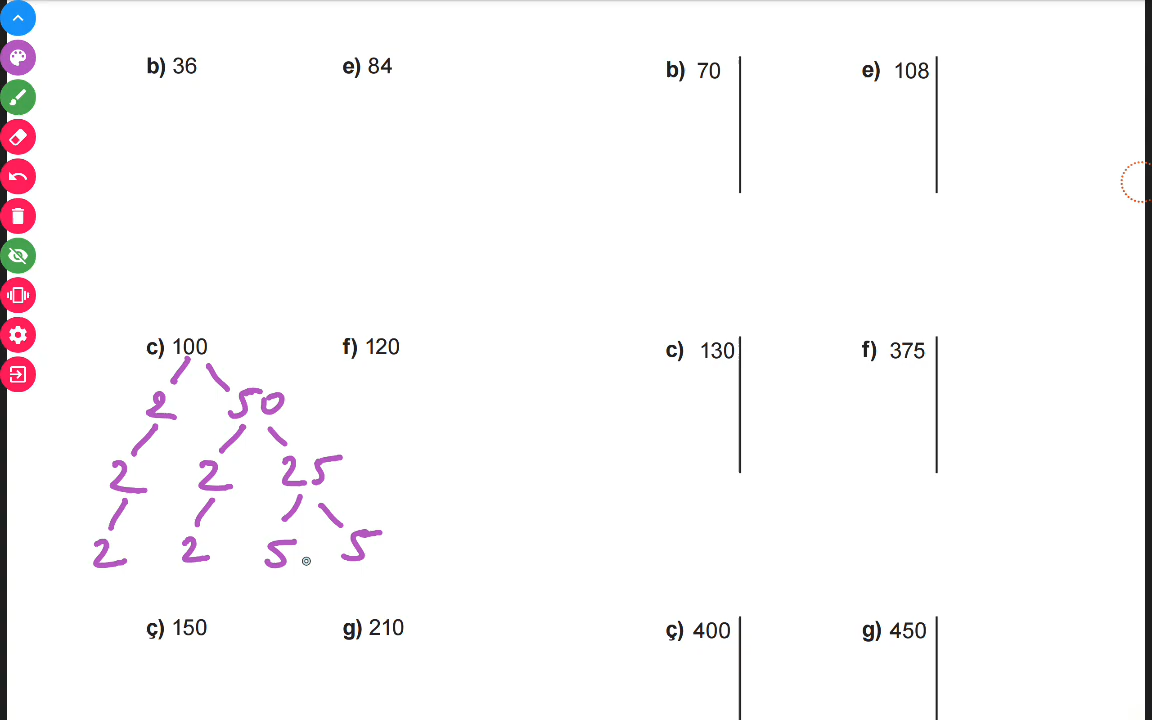 b) 36
e) 84
b) 70
e) 108
c) 100
f) 120
c) 130
f) 375
2 50
2 2 25
2 2 5 5
ç) 150
g) 210
ç) 400
g) 450